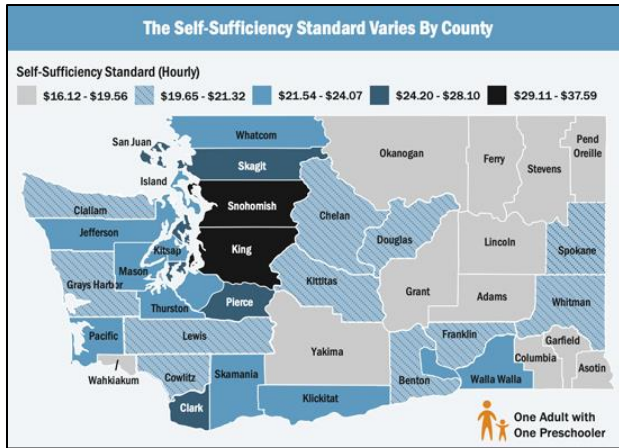 The Self-Sufficiency Standard Varies By County
Self-Sufficiency Standard (Hourly)
$16.12 - $19.56
$19.65 - $21.32
$21.54 - $24.07
$24.20 - $28.10
$29.11 - $37.59
San Juan
Whatcom
Skagit
Island
Snohomish
Okanogan
Ferry
Stevens
Pend
Oreille
Clallam
Jefferson
Kitsap
King
Chelan
Douglas
Lincoln
Spokane
Grays Harbor
Mason
Kittitas
Grant
Adams
Whitman
Thurston
Pierce
Pacific
Lewis
Yakima
Franklin
Garfield
Columbia
Wahkiakum
Cowlitz
Skamania
Benton
Walla Walla
Asotin
Clark
Klickitat
One Adult with
One Preschooler